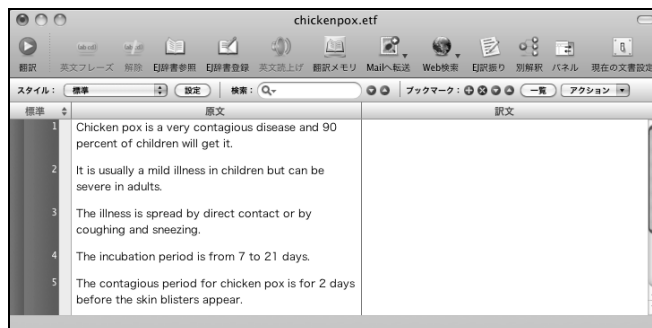 chickenpox.etf
翻訳 英文フレーズ 解除 EJ辞書参照 EJ辞書登録 英文読上げ 翻訳メモリ Mailへ転送 Web検索 EJ訳振り 別解釈 パネル 現在の文書設定
スタイル： 標準 設定 検索： ブックマーク： 一覧 アクション
標準 原文 訳文
1 Chicken pox is a very contagious disease and 90
percent of children will get it.
2 It is usually a mild illness in children but can be
severe in adults.
3 The illness is spread by direct contact or by
coughing and sneezing.
4 The incubation period is from 7 to 21 days.
5 The contagious period for chicken pox is for 2 days
before the skin blisters appear.